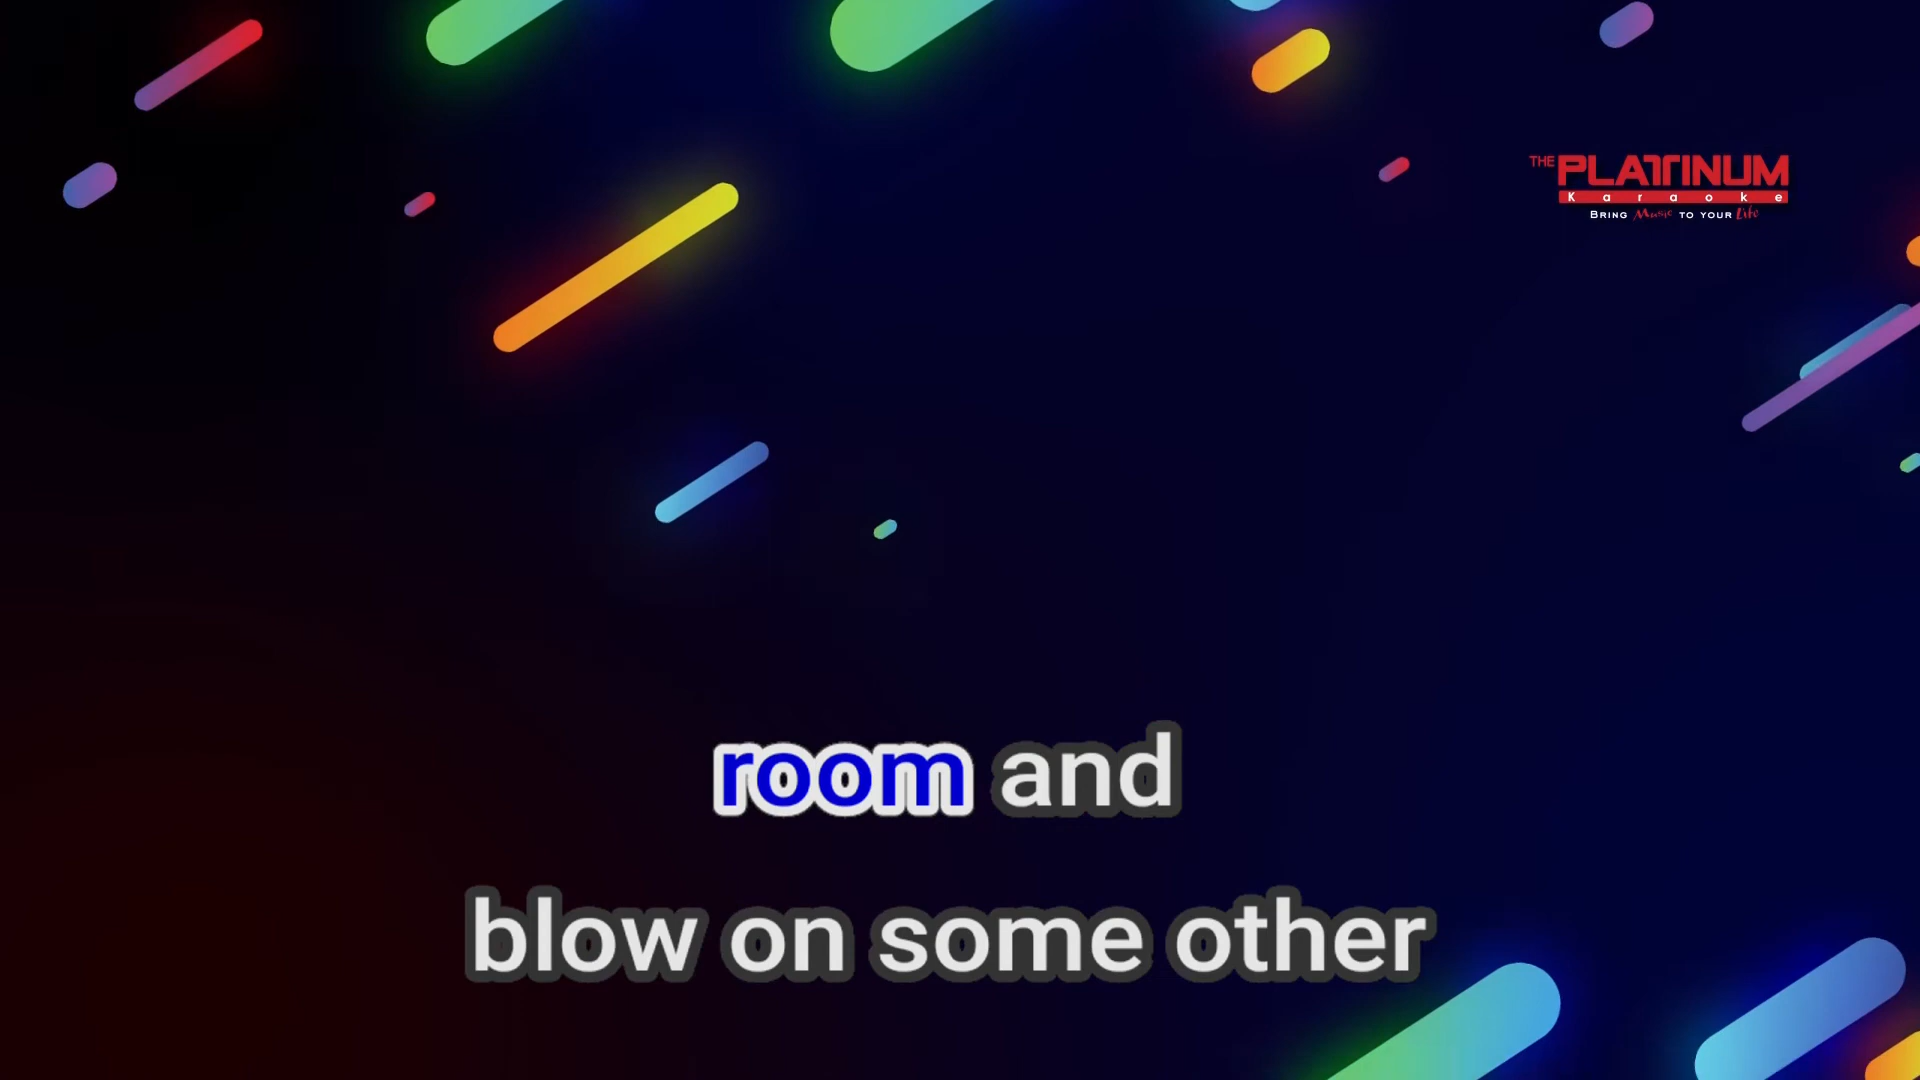 THE PLATINUM
Karaoke
BRING Music TO YOUR Life
room and
blow on some other